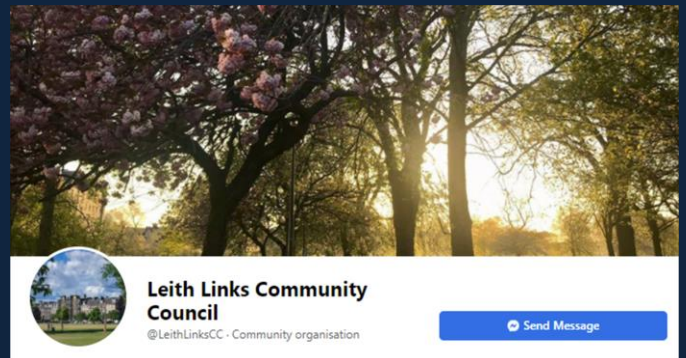 Leith Links Community
Council
@LeithLinksCC · Community organisation
Send Message